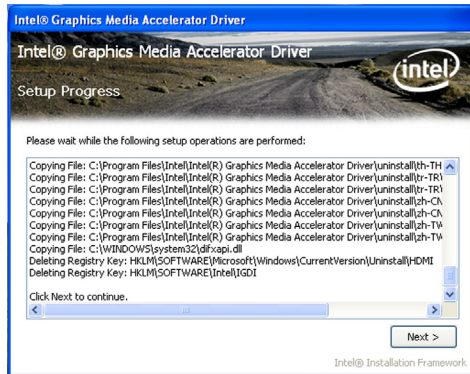 Intel® Graphics Media Accelerator Driver
Intel® Graphics Media Accelerator Driver
intel
Setup Progress
Please wait while the following setup operations are performed:
Copying File: C:\Program Files\Intel\Intel(R) Graphics Media Accelerator Driver\uninstall\th-TH
Copying File: C:\Program Files\Intel\Intel(R) Graphics Media Accelerator Driver\uninstall\tr-TR\
Copying File: C:\Program Files\Intel\Intel(R) Graphics Media Accelerator Driver\uninstall\tr-TR\
Copying File: C:\Program Files\Intel\Intel(R) Graphics Media Accelerator Driver\uninstall\zh-CN
Copying File: C:\Program Files\Intel\Intel(R) Graphics Media Accelerator Driver\uninstall\zh-CN
Copying File: C:\Program Files\Intel\Intel(R) Graphics Media Accelerator Driver\uninstall\zh-TW
Copying File: C:\Program Files\Intel\Intel(R) Graphics Media Accelerator Driver\uninstall\zh-TW
Copying File: C:\WINDOWS\system32\difxapi.dll
Deleting Registry Key: HKLM\SOFTWARE\Microsoft\Windows\CurrentVersion\Uninstall\HDMI
Deleting Registry Key: HKLM\SOFTWARE\Intel\IGDI
Click Next to continue.
Next >
Intel® Installation Framework